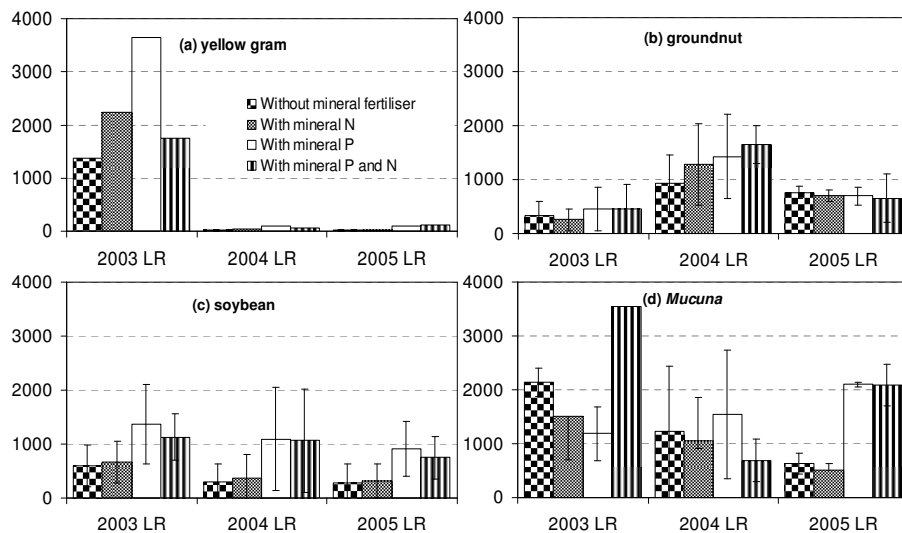 4000
3000
2000
1000
0
(a) yellow gram
Without mineral fertiliser
With mineral N
With mineral P
With mineral P and N
2003 LR 2004 LR 2005 LR
4000
3000
2000
1000
0
(b) groundnut
2003 LR 2004 LR 2005 LR
4000
3000
2000
1000
0
(c) soybean
2003 LR 2004 LR 2005 LR
4000
3000
2000
1000
0
(d) Mucuna
2003 LR 2004 LR 2005 LR